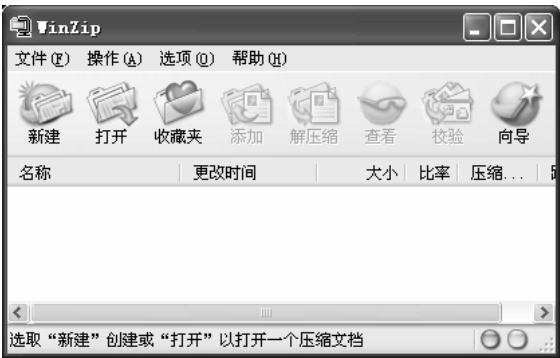 WinZip
文件(F) 操作(A) 选项(O) 帮助(H)
新建 打开 收藏夹 添加 解压缩 查看 校验 向导
名称 更改时间 大小 比率 压缩...
选取“新建”创建或“打开”以打开一个压缩文档